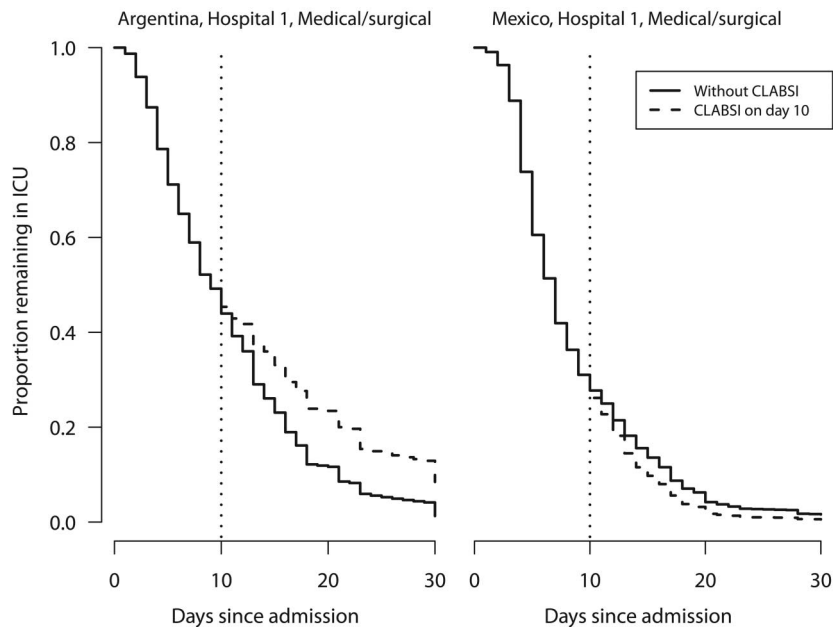 Argentina, Hospital 1, Medical/surgical
Mexico, Hospital 1, Medical/surgical
Without CLABSI
CLABSI on day 10
Proportion remaining in ICU
1.0
0.8
0.6
0.4
0.2
0.0
0 10 20 30
0 10 20 30
Days since admission
Days since admission